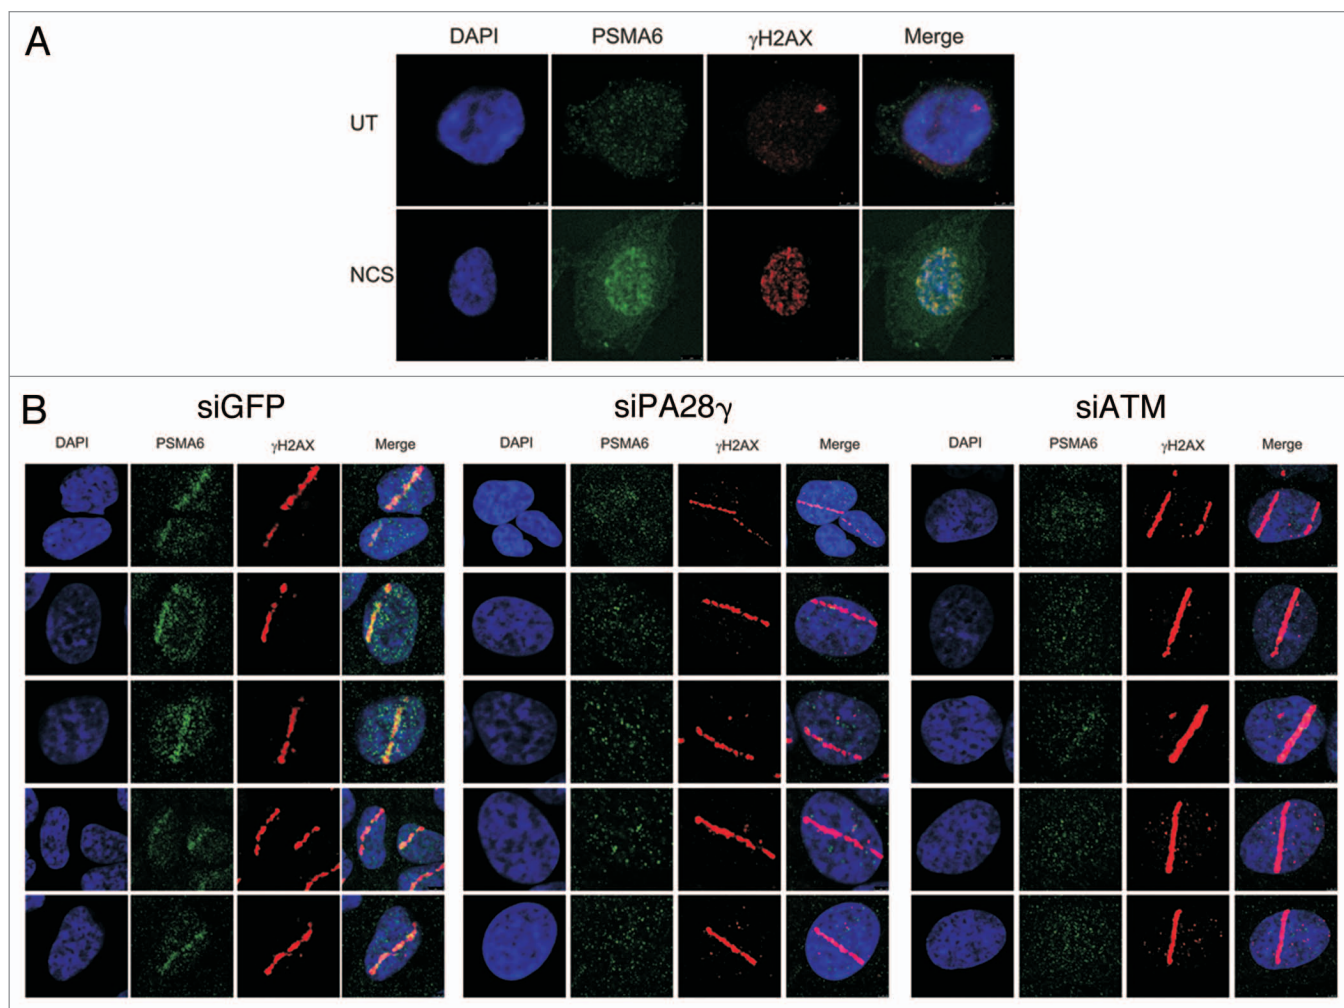 A
DAPI PSMA6 γH2AX Merge
UT
NCS
B
siGFP siPA28γ siATM
DAPI PSMA6 γH2AX Merge DAPI PSMA6 γH2AX Merge DAPI PSMA6 γH2AX Merge